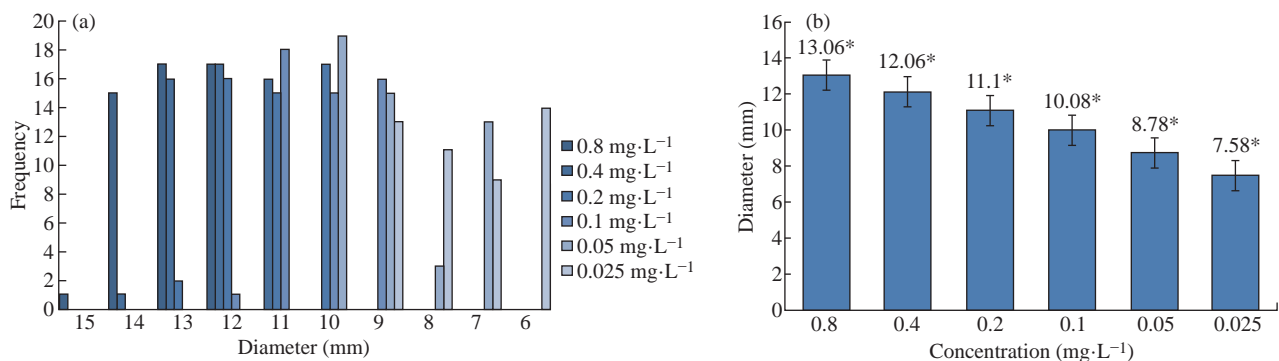 (a)
20
18
16
14
12
10
8
6
4
2
0
Frequency
15 14 13 12 11 10 9 8 7 6
Diameter (mm)
0.8 mg·L⁻¹
0.4 mg·L⁻¹
0.2 mg·L⁻¹
0.1 mg·L⁻¹
0.05 mg·L⁻¹
0.025 mg·L⁻¹
(b)
16
14
12
10
8
6
4
2
0
Diameter (mm)
13.06*
12.06*
11.1*
10.08*
8.78*
7.58*
0.8 0.4 0.2 0.1 0.05 0.025
Concentration (mg·L⁻¹)